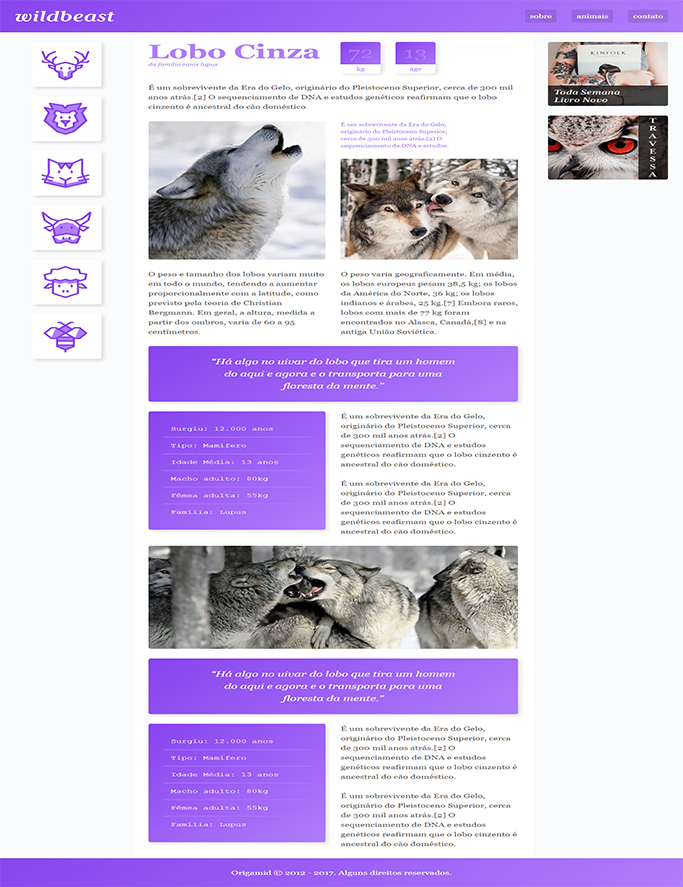 wildbeast
sobre
animais
contato
Lobo Cinza
da família canis lupus
72
kg
13
age
É um sobrevivente da Era do Gelo, originário do Pleistoceno Superior, cerca de 300 mil
anos atrás.[2] O sequenciamento de DNA e estudos genéticos reafirmam que o lobo
cinzento é ancestral do cão doméstico
É um sobrevivente da Era do Gelo,
originário do Pleistoceno Superior,
cerca de 300 mil anos atrás.[2] O
sequenciamento de DNA e estudos.
O peso e tamanho dos lobos variam muito
em todo o mundo, tendendo a aumentar
proporcionalmente com a latitude, como
previsto pela teoria de Christian
Bergmann. Em geral, a altura, medida a
partir dos ombros, varia de 60 a 95
centímetros.
O peso varia geograficamente. Em média,
os lobos europeus pesam 38,5 kg; os lobos
da América do Norte, 36 kg; os lobos
indianos e árabes, 25 kg.[7] Embora raros,
lobos com mais de 77 kg foram
encontrados no Alasca, Canadá,[8] e na
antiga União Soviética.
“Há algo no uivar do lobo que tira um homem
do aqui e agora e o transporta para uma
floresta da mente.”
Surgiu: 12.000 anos
Tipo: Mamífero
Idade Média: 13 anos
Macho adulto: 80kg
Fêmea adulta: 55kg
Família: Lupus
É um sobrevivente da Era do Gelo,
originário do Pleistoceno Superior, cerca
de 300 mil anos atrás.[2] O
sequenciamento de DNA e estudos
genéticos reafirmam que o lobo cinzento é
ancestral do cão doméstico.
É um sobrevivente da Era do Gelo,
originário do Pleistoceno Superior, cerca
de 300 mil anos atrás.[2] O
sequenciamento de DNA e estudos
genéticos reafirmam que o lobo cinzento é
ancestral do cão doméstico.
“Há algo no uivar do lobo que tira um homem
do aqui e agora e o transporta para uma
floresta da mente.”
Surgiu: 12.000 anos
Tipo: Mamífero
Idade Média: 13 anos
Macho adulto: 80kg
Fêmea adulta: 55kg
Família: Lupus
É um sobrevivente da Era do Gelo,
originário do Pleistoceno Superior, cerca
de 300 mil anos atrás.[2] O
sequenciamento de DNA e estudos
genéticos reafirmam que o lobo cinzento é
ancestral do cão doméstico.
É um sobrevivente da Era do Gelo,
originário do Pleistoceno Superior, cerca
de 300 mil anos atrás.[2] O
sequenciamento de DNA e estudos
genéticos reafirmam que o lobo cinzento é
ancestral do cão doméstico.
KINFOLK
Toda Semana
Livro Novo
TRAVESSA
Origamid © 2012 - 2017. Alguns direitos reservados.